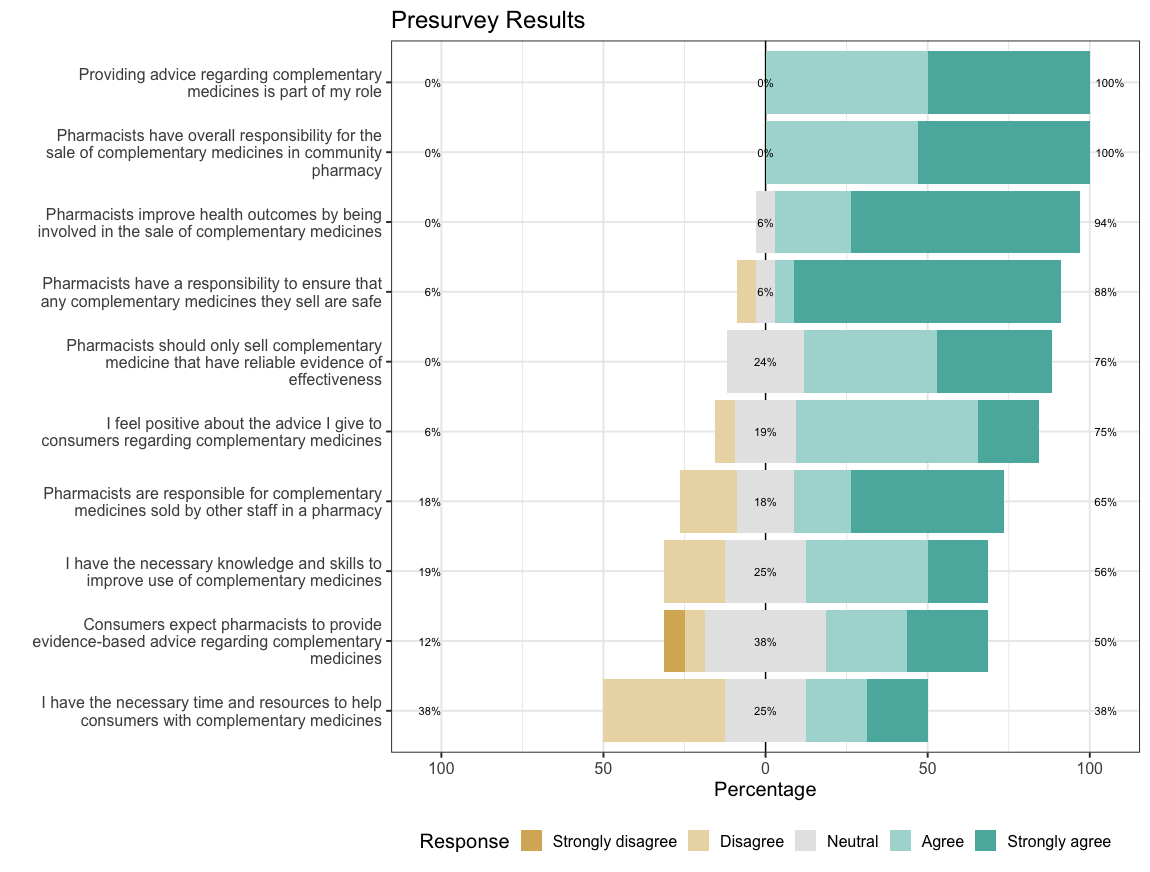 Presurvey Results
Providing advice regarding complementary
medicines is part of my role
0%
0%
100%
Pharmacists have overall responsibility for the
sale of complementary medicines in community
pharmacy
0%
0%
100%
Pharmacists improve health outcomes by being
involved in the sale of complementary medicines
0%
6%
94%
Pharmacists have a responsibility to ensure that
any complementary medicines they sell are safe
6%
6%
88%
Pharmacists should only sell complementary
medicine that have reliable evidence of
effectiveness
0%
24%
76%
I feel positive about the advice I give to
consumers regarding complementary medicines
6%
19%
75%
Pharmacists are responsible for complementary
medicines sold by other staff in a pharmacy
18%
18%
65%
I have the necessary knowledge and skills to
improve use of complementary medicines
19%
25%
56%
Consumers expect pharmacists to provide
evidence-based advice regarding complementary
medicines
12%
38%
50%
I have the necessary time and resources to help
consumers with complementary medicines
38%
25%
38%
100 50 0 50 100
Percentage
Response Strongly disagree Disagree Neutral Agree Strongly agree